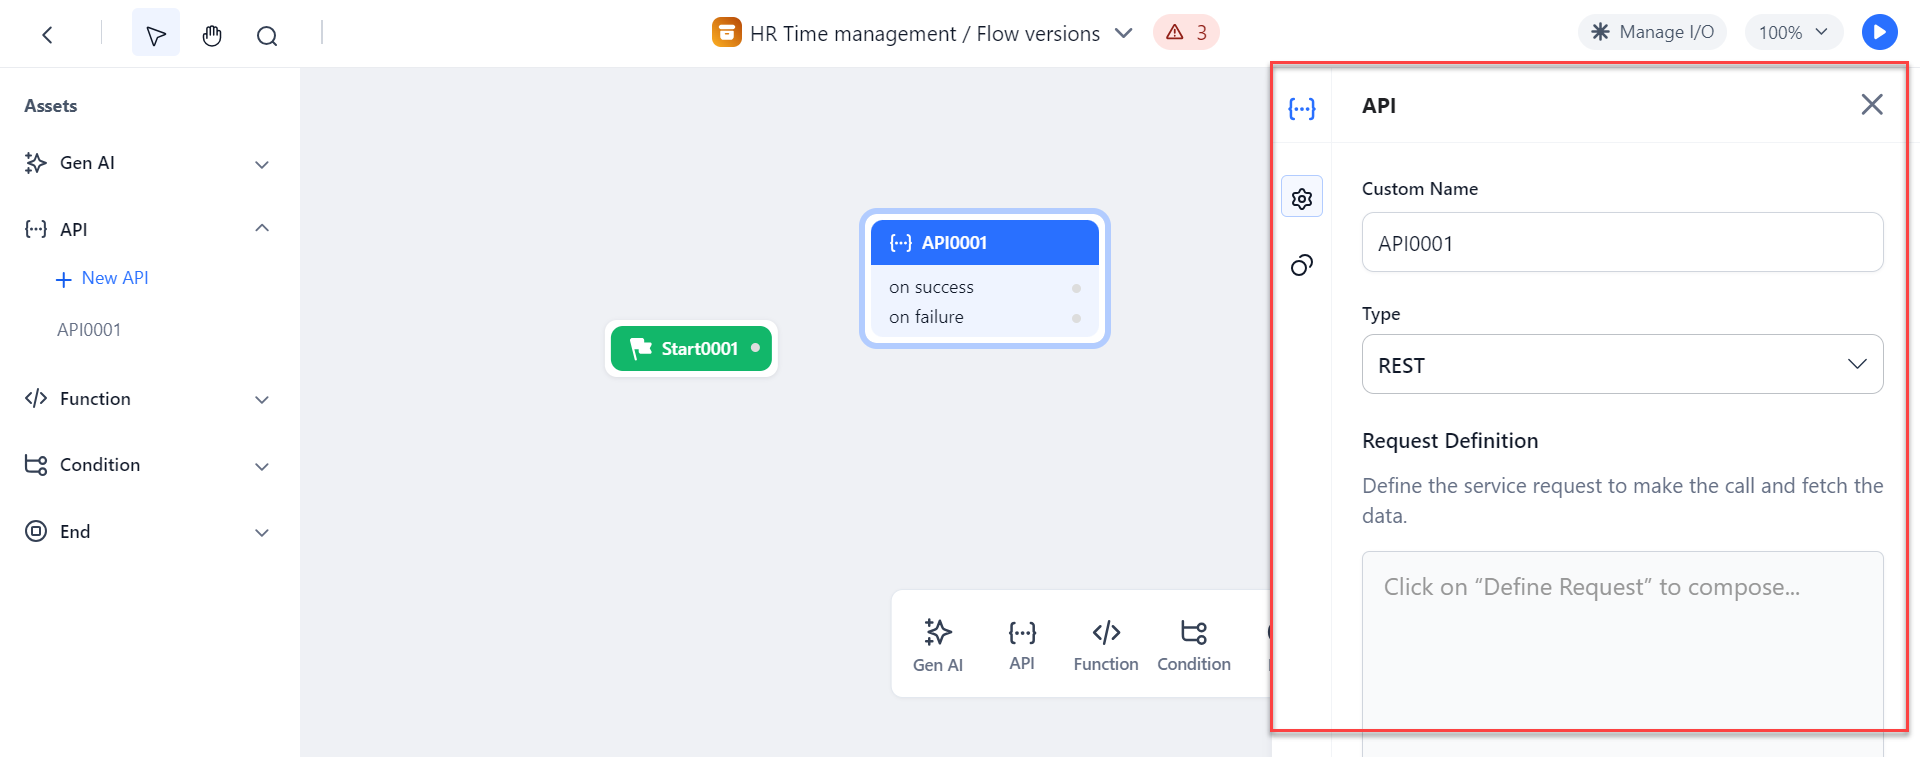 HR Time management / Flow versions
3
Manage I/O
100%
Assets
Gen AI
API
New API
API0001
Function
Condition
End
Start0001
API0001
on success
on failure
Gen AI
API
Function
Condition
API
Custom Name
API0001
Type
REST
Request Definition
Define the service request to make the call and fetch the
data.
Click on “Define Request” to compose...